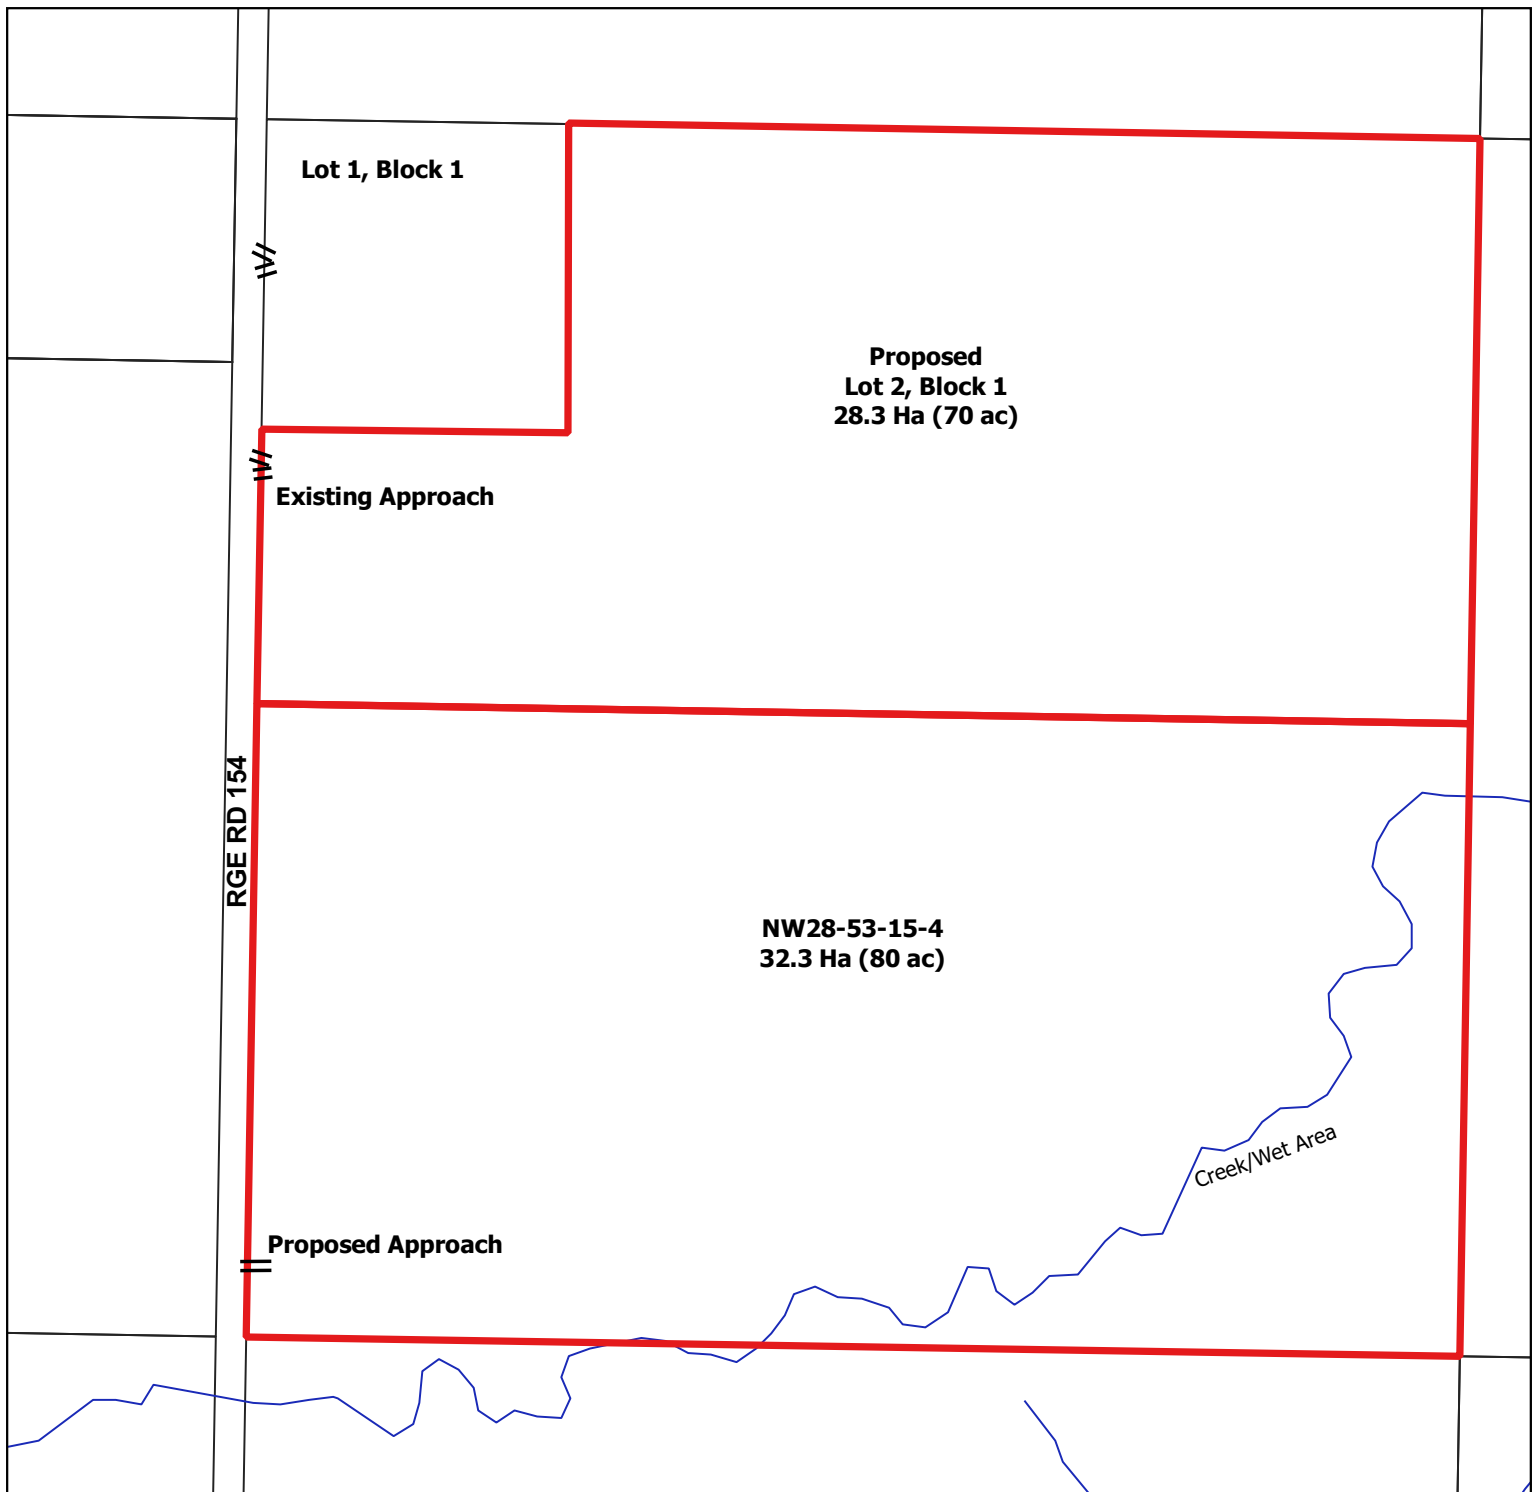 Lot 1, Block 1
Proposed
Lot 2, Block 1
28.3 Ha (70 ac)
Existing Approach
RGE RD 154
NW28-53-15-4
32.3 Ha (80 ac)
Creek/Wet Area
Proposed Approach